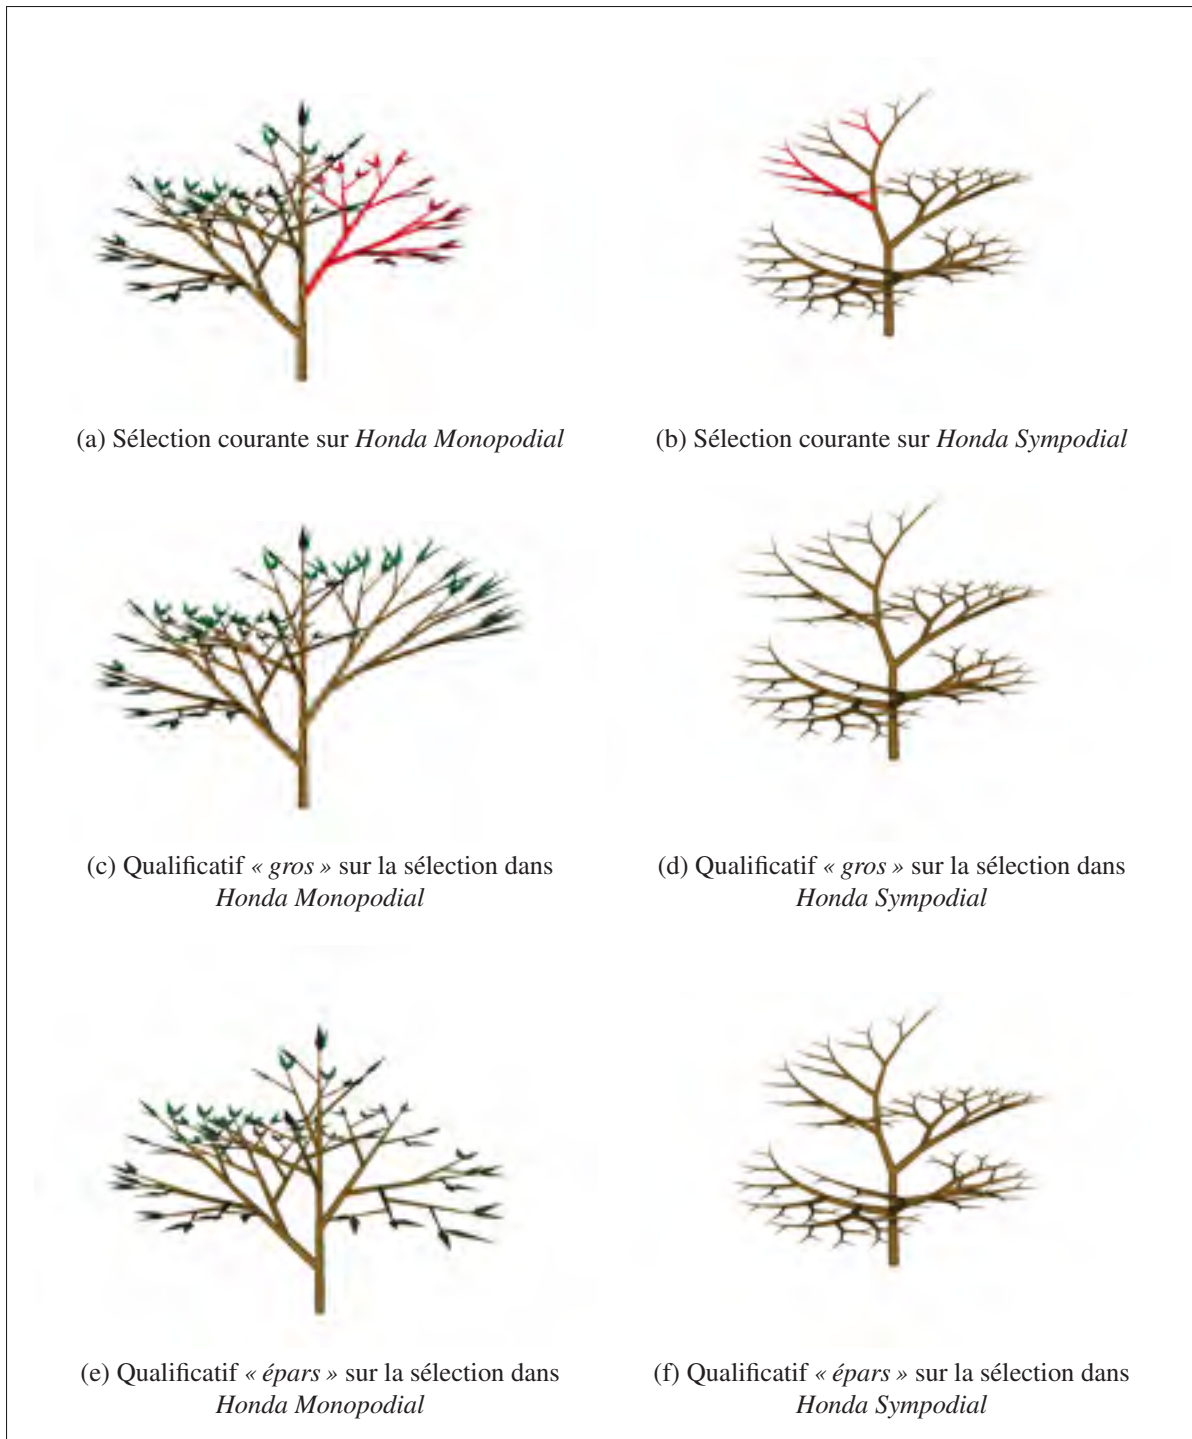 (a) Sélection courante sur Honda Monopodial
(b) Sélection courante sur Honda Sympodial
(c) Qualificatif « gros » sur la sélection dans
Honda Monopodial
(d) Qualificatif « gros » sur la sélection dans
Honda Sympodial
(e) Qualificatif « épars » sur la sélection dans
Honda Monopodial
(f) Qualificatif « épars » sur la sélection dans
Honda Sympodial